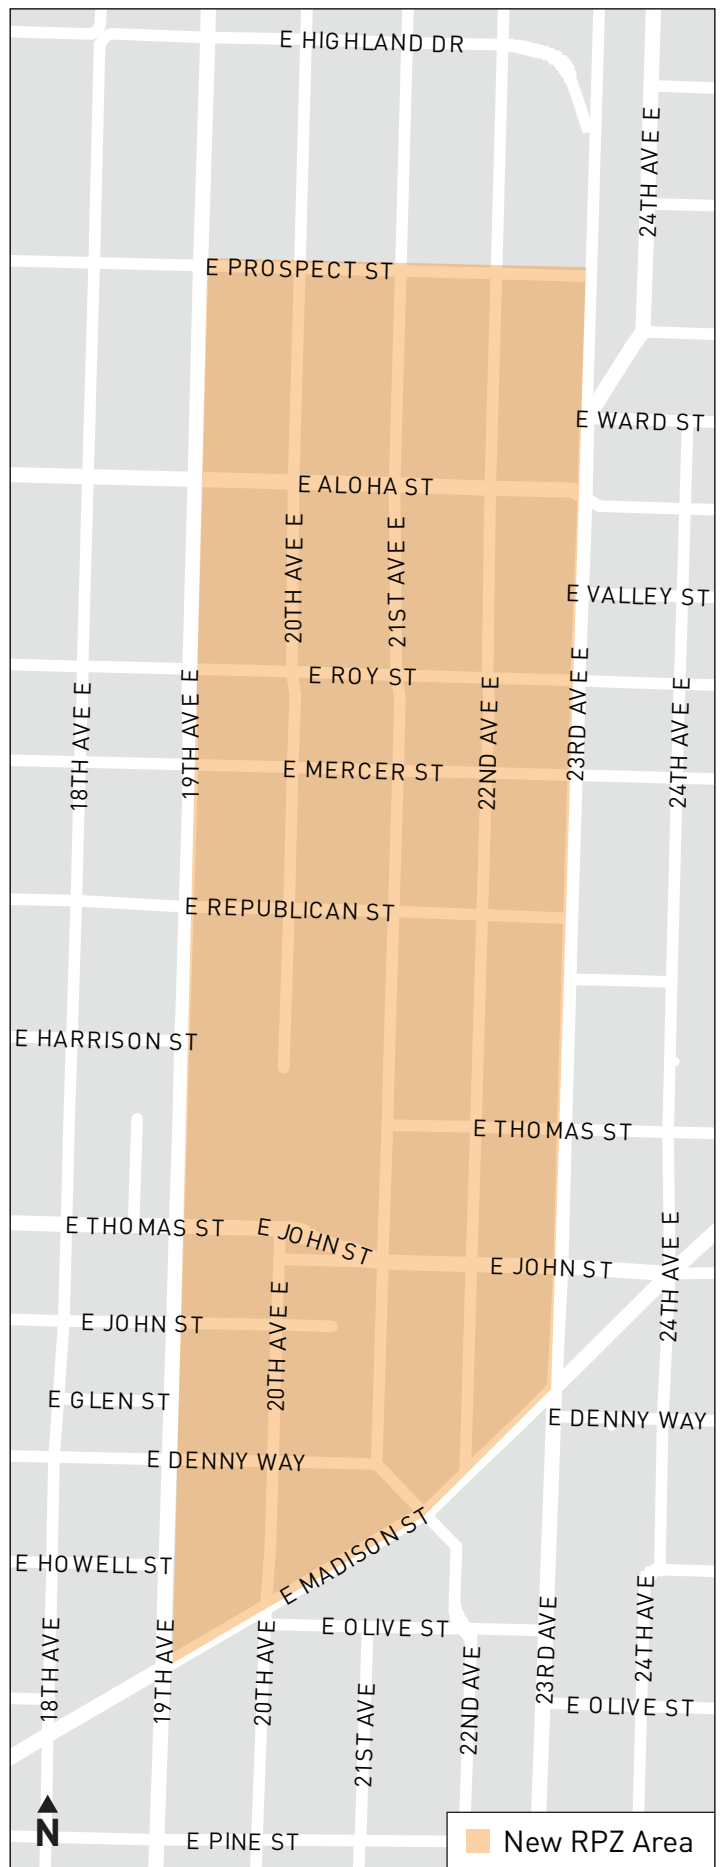 E HIGHLAND DR
24TH AVE E
E PROSPECT ST
E WARD ST
E ALOHA ST
20TH AVE E
21ST AVE E
E VALLEY ST
E ROY ST
18TH AVE E
19TH AVE E
22ND AVE E
23RD AVE E
24TH AVE E
E MERCER ST
E REPUBLICAN ST
E HARRISON ST
E THOMAS ST
E THOMAS ST
E JOHN ST
E JOHN ST
24TH AVE E
E JOHN ST
20TH AVE E
E GLEN ST
E DENNY WAY
E DENNY WAY
E MADISON ST
E HOWELL ST
E OLIVE ST
18TH AVE
19TH AVE
20TH AVE
21ST AVE
22ND AVE
23RD AVE
24TH AVE
E OLIVE ST
N
E PINE ST
New RPZ Area